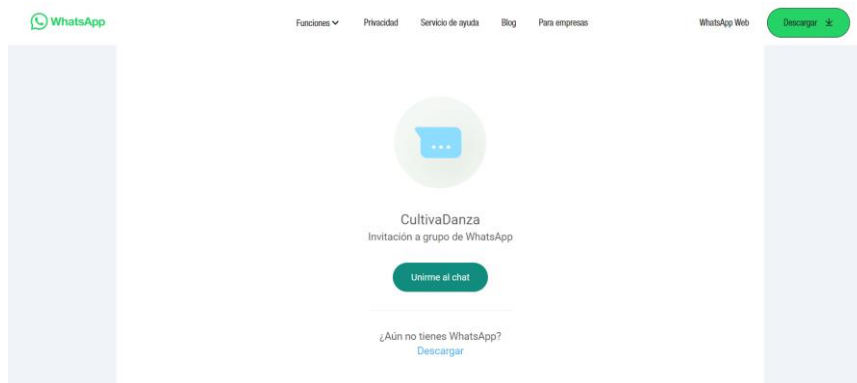 WhatsApp
Funciones Privacidad Servicio de ayuda Blog Para empresas WhatsApp Web Descargar
CultivaDanza
Invitación a grupo de WhatsApp
Unirme al chat
¿Aún no tienes WhatsApp?
Descargar